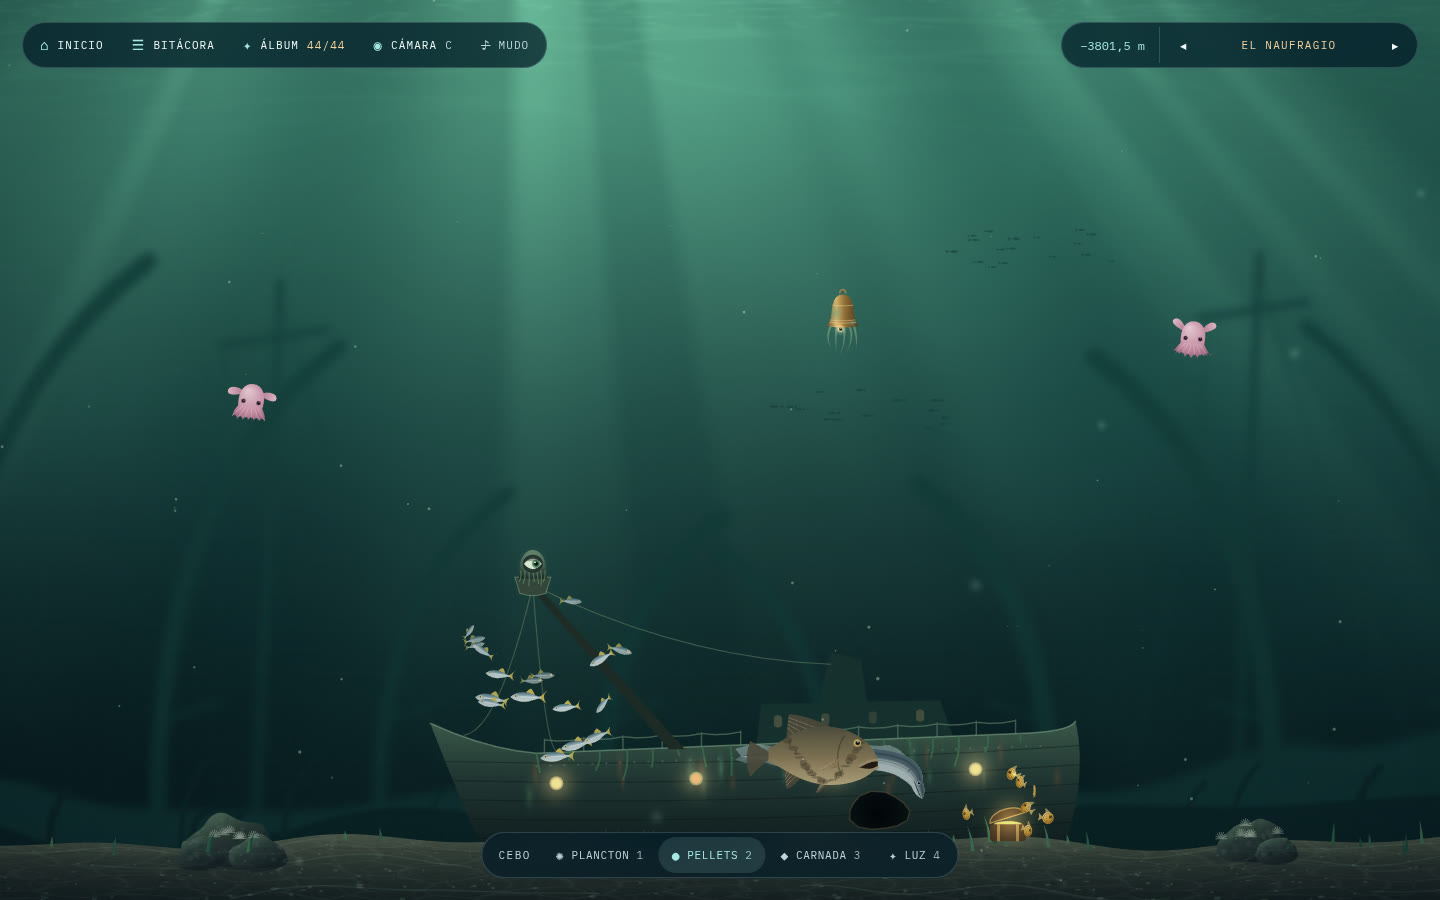 INICIO BITÁCORA ÁLBUM 44/44 CÁMARA C MUDO
−3801,5 m EL NAUFRAGIO
CEBO PLANCTON 1 PELLETS 2 CARNADA 3 LUZ 4